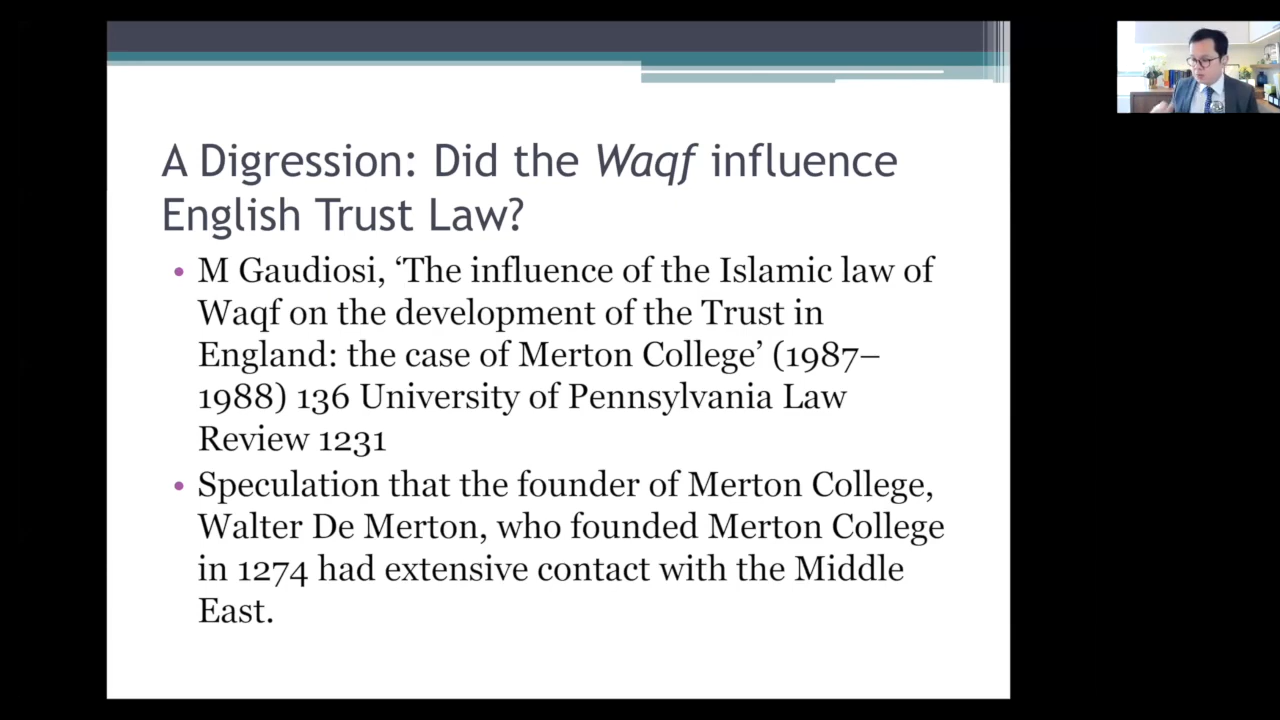 A Digression: Did the Waqf influence
English Trust Law?
• M Gaudiosi, ‘The influence of the Islamic law of
Waqf on the development of the Trust in
England: the case of Merton College’ (1987–
1988) 136 University of Pennsylvania Law
Review 1231
• Speculation that the founder of Merton College,
Walter De Merton, who founded Merton College
in 1274 had extensive contact with the Middle
East.